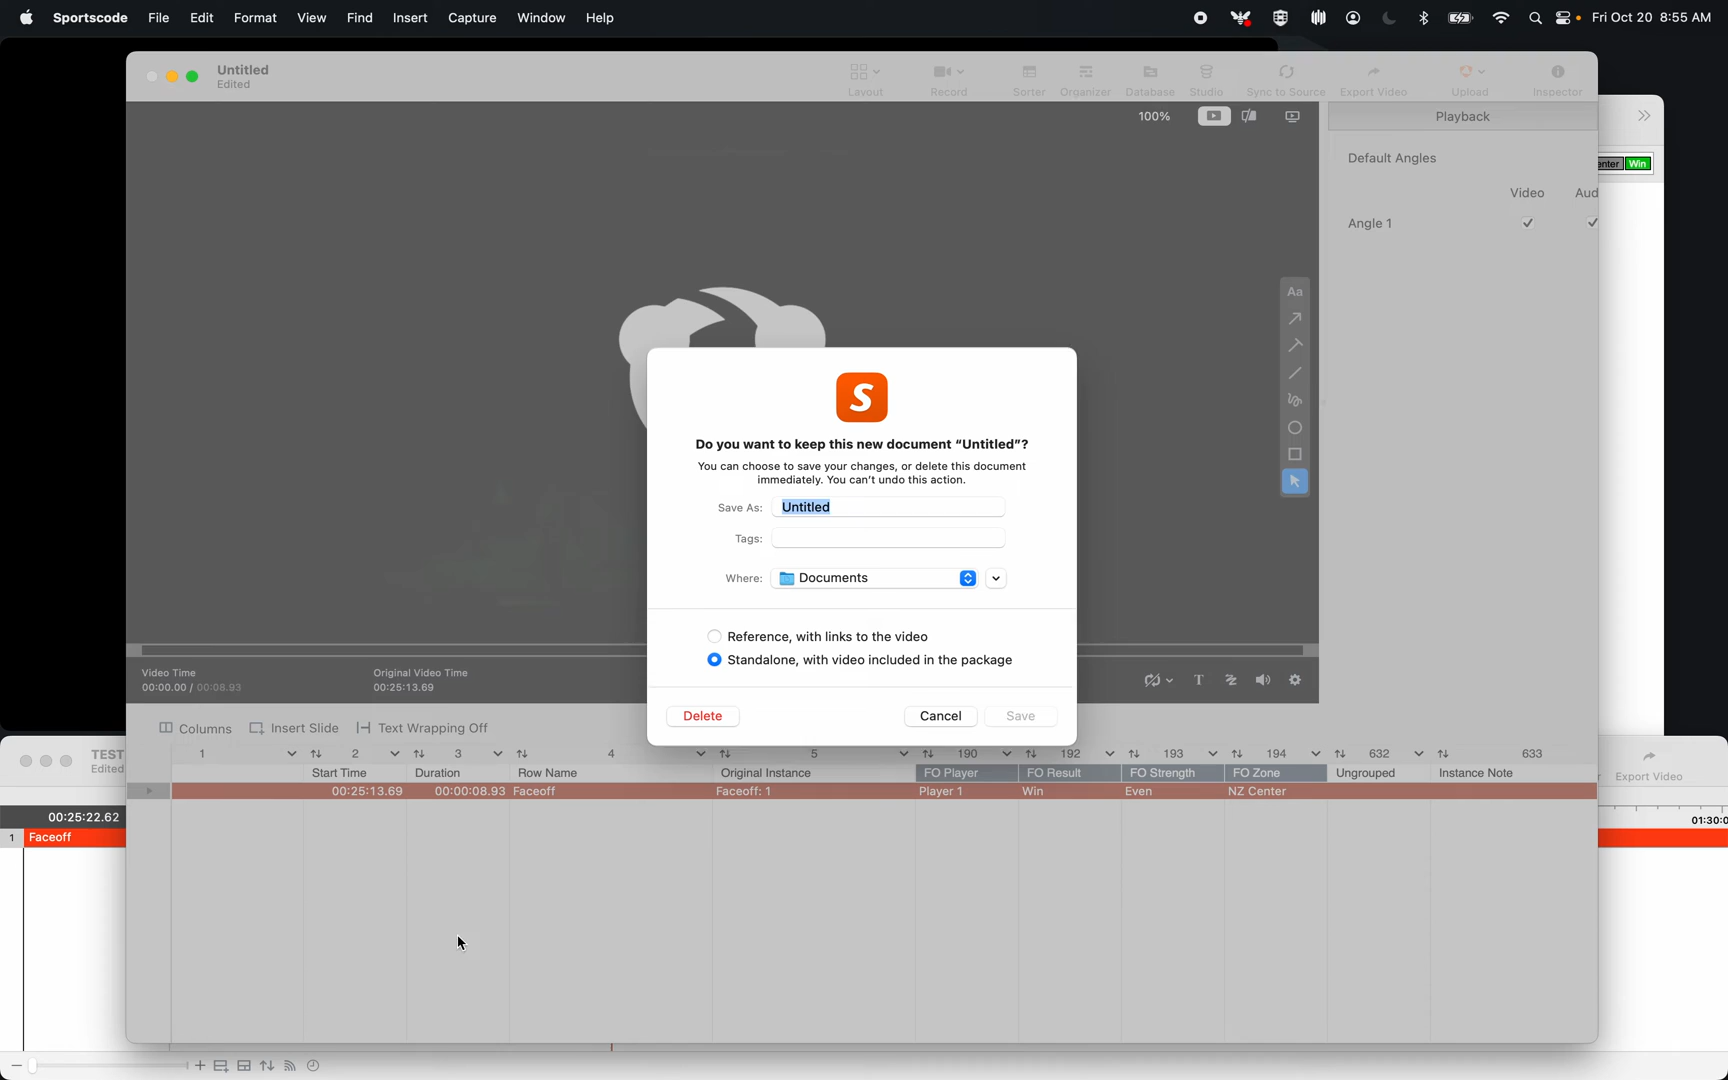 Sportscode File Edit Format View Find Insert Capture Window Help Fri Oct 20 8:55 AM
Untitled
Edited
Layout Record Sorter Organizer Database Studio Sync to Source Export Video Upload Inspector
100%
Playback
Default Angles
enter Win
Video Aud
Angle 1
Aa
S
Do you want to keep this new document “Untitled”?
You can choose to save your changes, or delete this document
immediately. You can’t undo this action.
Save As: Untitled
Tags:
Where: Documents
Reference, with links to the video
Standalone, with video included in the package
Video Time Original Video Time
00:00.00 / 00:08.93 00:25:13.69
T
Delete Cancel Save
Columns Insert Slide Text Wrapping Off
TEST
Edited
Export Video
1 2 3 4 5 190 192 193 194 632 633
Start Time Duration Row Name Original Instance FO Player FO Result FO Strength FO Zone Ungrouped Instance Note
00:25:13.69 00:00:08.93 Faceoff Faceoff: 1 Player 1 Win Even NZ Center
00:25:22.62
01:30:0
1 Faceoff